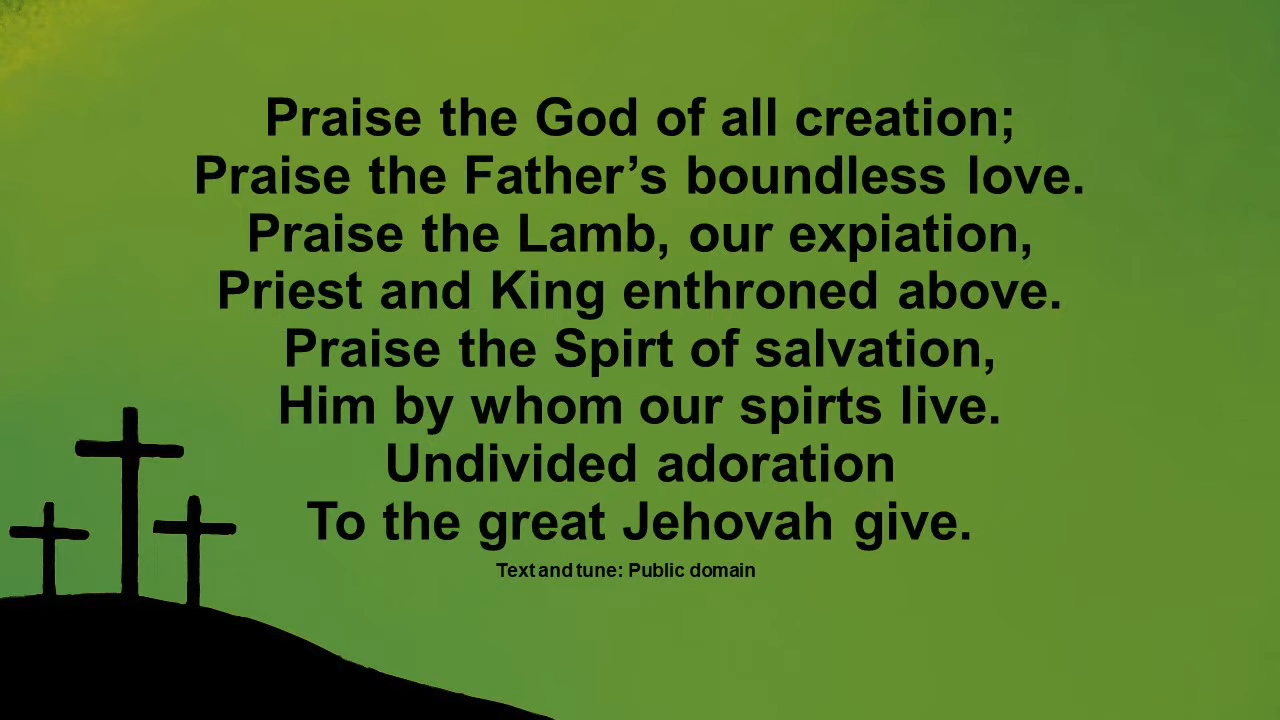 Praise the God of all creation;
Praise the Father’s boundless love.
Praise the Lamb, our expiation,
Priest and King enthroned above.
Praise the Spirt of salvation,
Him by whom our spirts live.
Undivided adoration
To the great Jehovah give.
Text and tune: Public domain